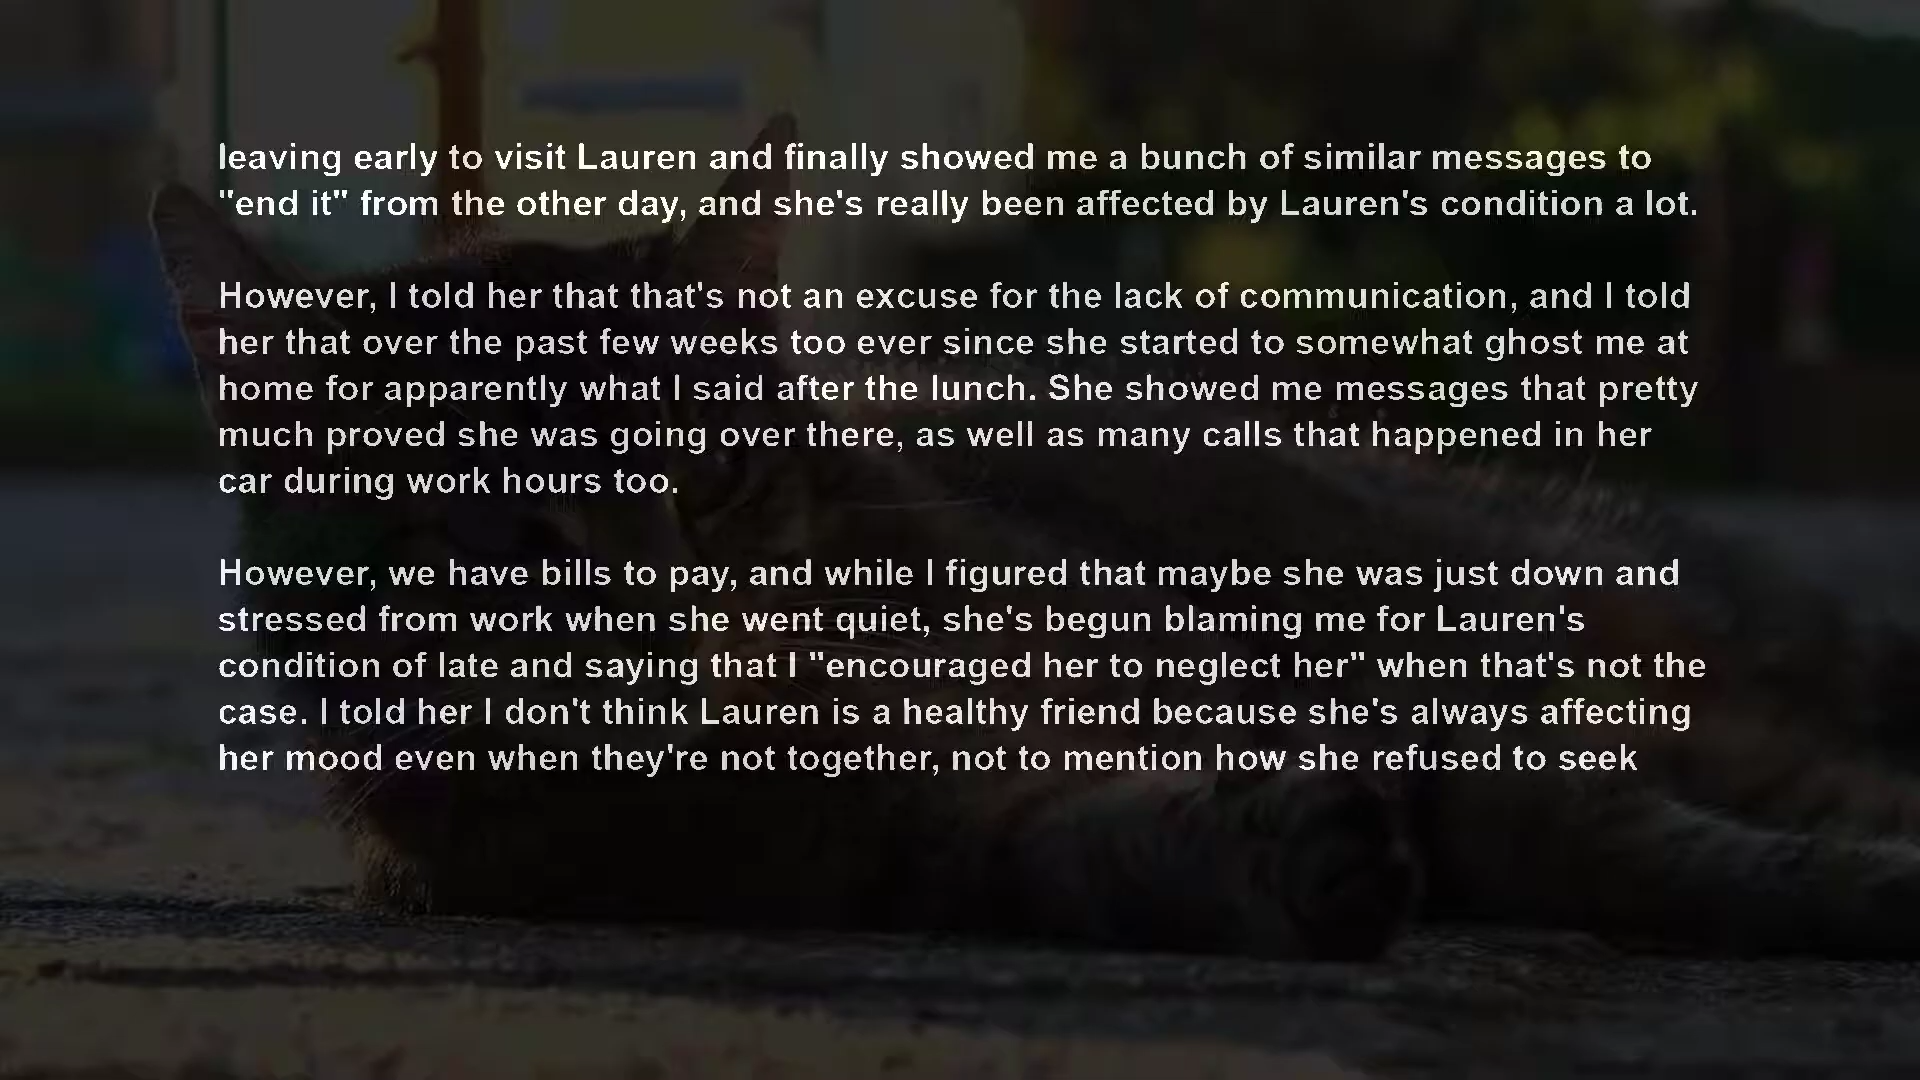 leaving early to visit Lauren and finally showed me a bunch of similar messages to
"end it" from the other day, and she's really been affected by Lauren's condition a lot.
However, I told her that that's not an excuse for the lack of communication, and I told
her that over the past few weeks too ever since she started to somewhat ghost me at
home for apparently what I said after the lunch. She showed me messages that pretty
much proved she was going over there, as well as many calls that happened in her
car during work hours too.
However, we have bills to pay, and while I figured that maybe she was just down and
stressed from work when she went quiet, she's begun blaming me for Lauren's
condition of late and saying that I "encouraged her to neglect her" when that's not the
case. I told her I don't think Lauren is a healthy friend because she's always affecting
her mood even when they're not together, not to mention how she refused to seek